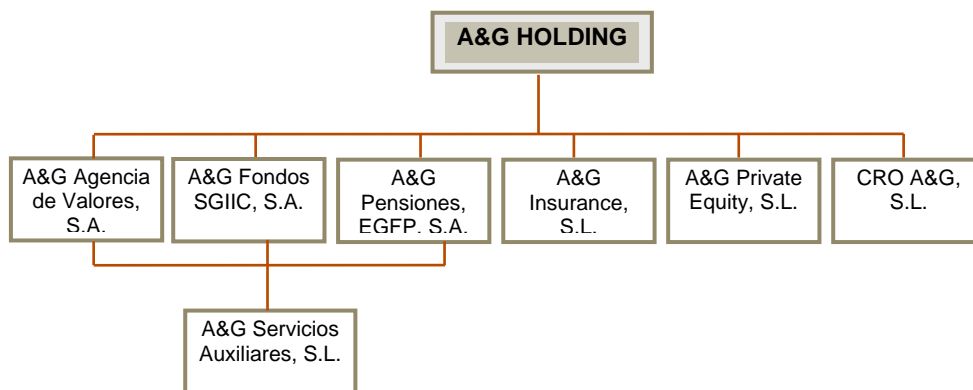 A&G HOLDING
A&G Agencia
de Valores,
S.A.
A&G Fondos
SGIIC, S.A.
A&G
Pensiones,
EGFP, S.A.
A&G
Insurance,
S.L.
A&G Private
Equity, S.L.
CRO A&G,
S.L.
A&G Servicios
Auxiliares, S.L.